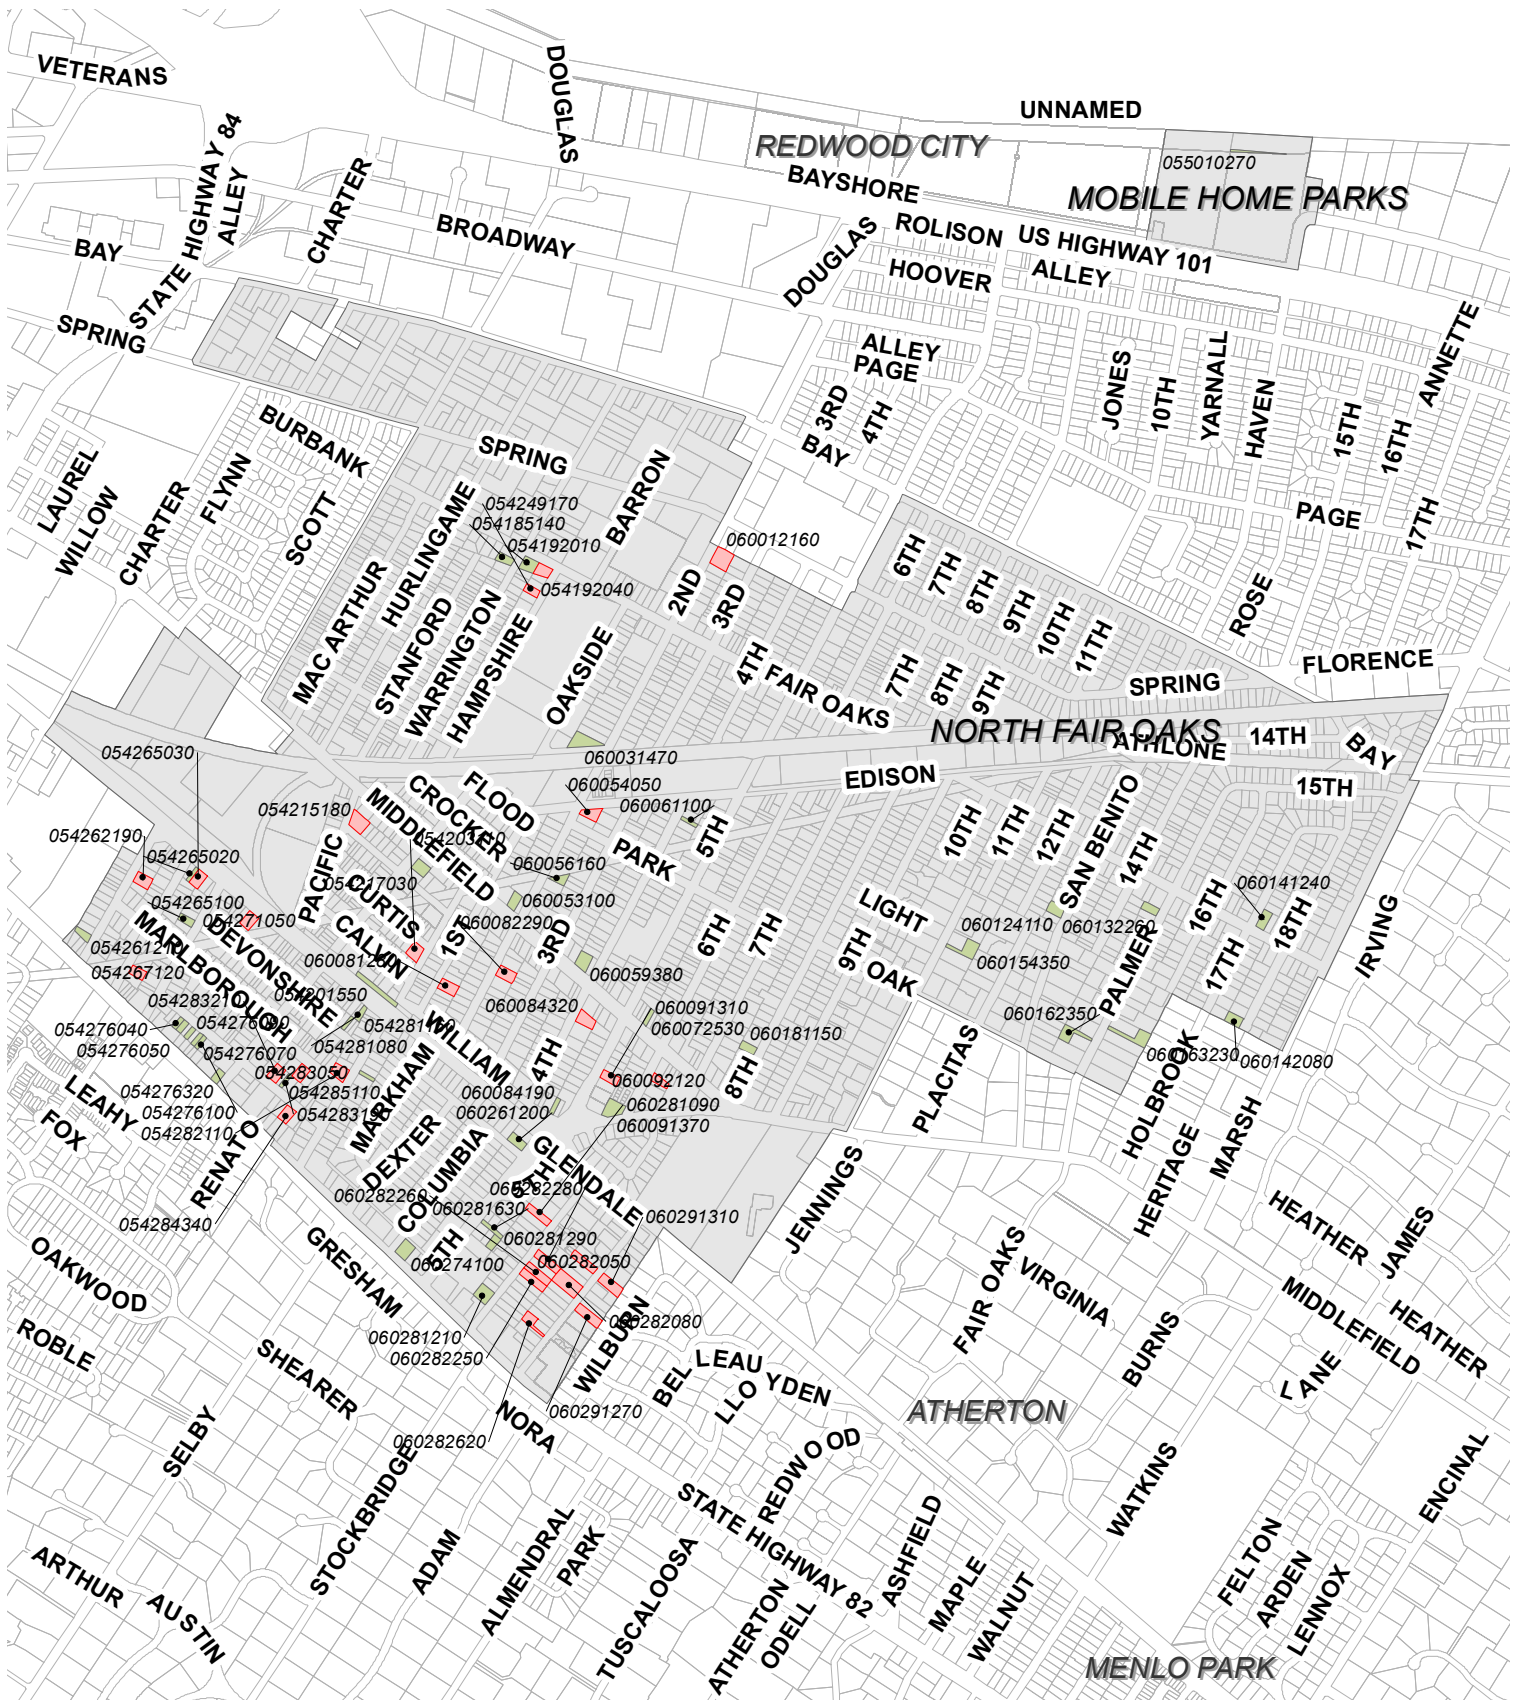 VETERANS
DOUGLAS
UNNAMED
REDWOOD CITY
055010270
MOBILE HOME PARKS
BAYSHORE
STATE HIGHWAY 84
ALLEY
CHARTER
BROADWAY
BAY
DOUGLAS
ROLISON
US HIGHWAY 101
HOOVER
ALLEY
SPRING
ALLEY
PAGE
ANNETTE
JONES
10TH
YARNALL
HAVEN
15TH
16TH
17TH
3RD
4TH
BAY
BURBANK
LAUREL
WILLOW
CHARTER
FLYNN
SCOTT
SPRING
BARRON
PAGE
HURLINGAME
054249170
054185140
054192010
054192040
060012160
MAC ARTHUR
STANFORD
WARRINGTON
HAMPSHIRE
OAKSIDE
2ND
3RD
4TH
FAIR OAKS
6TH
7TH
8TH
9TH
10TH
11TH
7TH
8TH
9TH
ROSE
FLORENCE
SPRING
NORTH FAIR OAKS
ATHLONE
14TH
BAY
15TH
EDISON
054265030
060031470
060054050
060061100
FLOOD
CROCKER
MIDDLEFIELD
054215180
054262190
054265020
PACIFIC
PARK
5TH
060056160
060053100
054217030
CURTIS
CALVIN
1ST
060082290
3RD
054265100
054271050
MARLBOROUGH
DEVONSHIRE
10TH
11TH
12TH
SAN BENITO
14TH
16TH
17TH
18TH
060141240
LIGHT
OAK
9TH
6TH
7TH
060124110
060132260
060154350
PALMER
IRVING
054267120
060059380
054283210
060084320
060091310
060072530
060181150
060162350
060163230
060142080
054276040
054276050
054276070
054281080
WILLIAM
4TH
8TH
PLACITAS
HOLBROOK
HERITAGE
MARSH
054283050
054285110
054276320
054276100
054282110
MARKHAM
060084190
060261200
060092120
060281090
060091370
LEAHY
FOX
RENATO
DEXTER
COLUMBIA
GLENDALE
5TH
JENNINGS
060282260
060282280
060281630
060291310
054284340
060281290
060282050
060274100
5TH
GRESHAM
OAKWOOD
ROBLE
HEATHER
JAMES
FAIR OAKS
VIRGINIA
BURNS
MIDDLEFIELD
HEATHER
LANE
060281210
060282250
060282080
WILBURN
SHEARER
060291270
060282620
NORA
BEL
LEAU
YDEN
LLO
ATHERTON
SELBY
STOCKBRIDGE
REDWOOD
STATE HIGHWAY 82
WATKINS
ENCINAL
ARTHUR
AUSTIN
ADAM
ALMENDRAL
PARK
TUSCALOOSA
ATHERTON
ODELL
ASHFIELD
MAPLE
WALNUT
FELTON
ARDEN
LENNOX
MENLO PARK